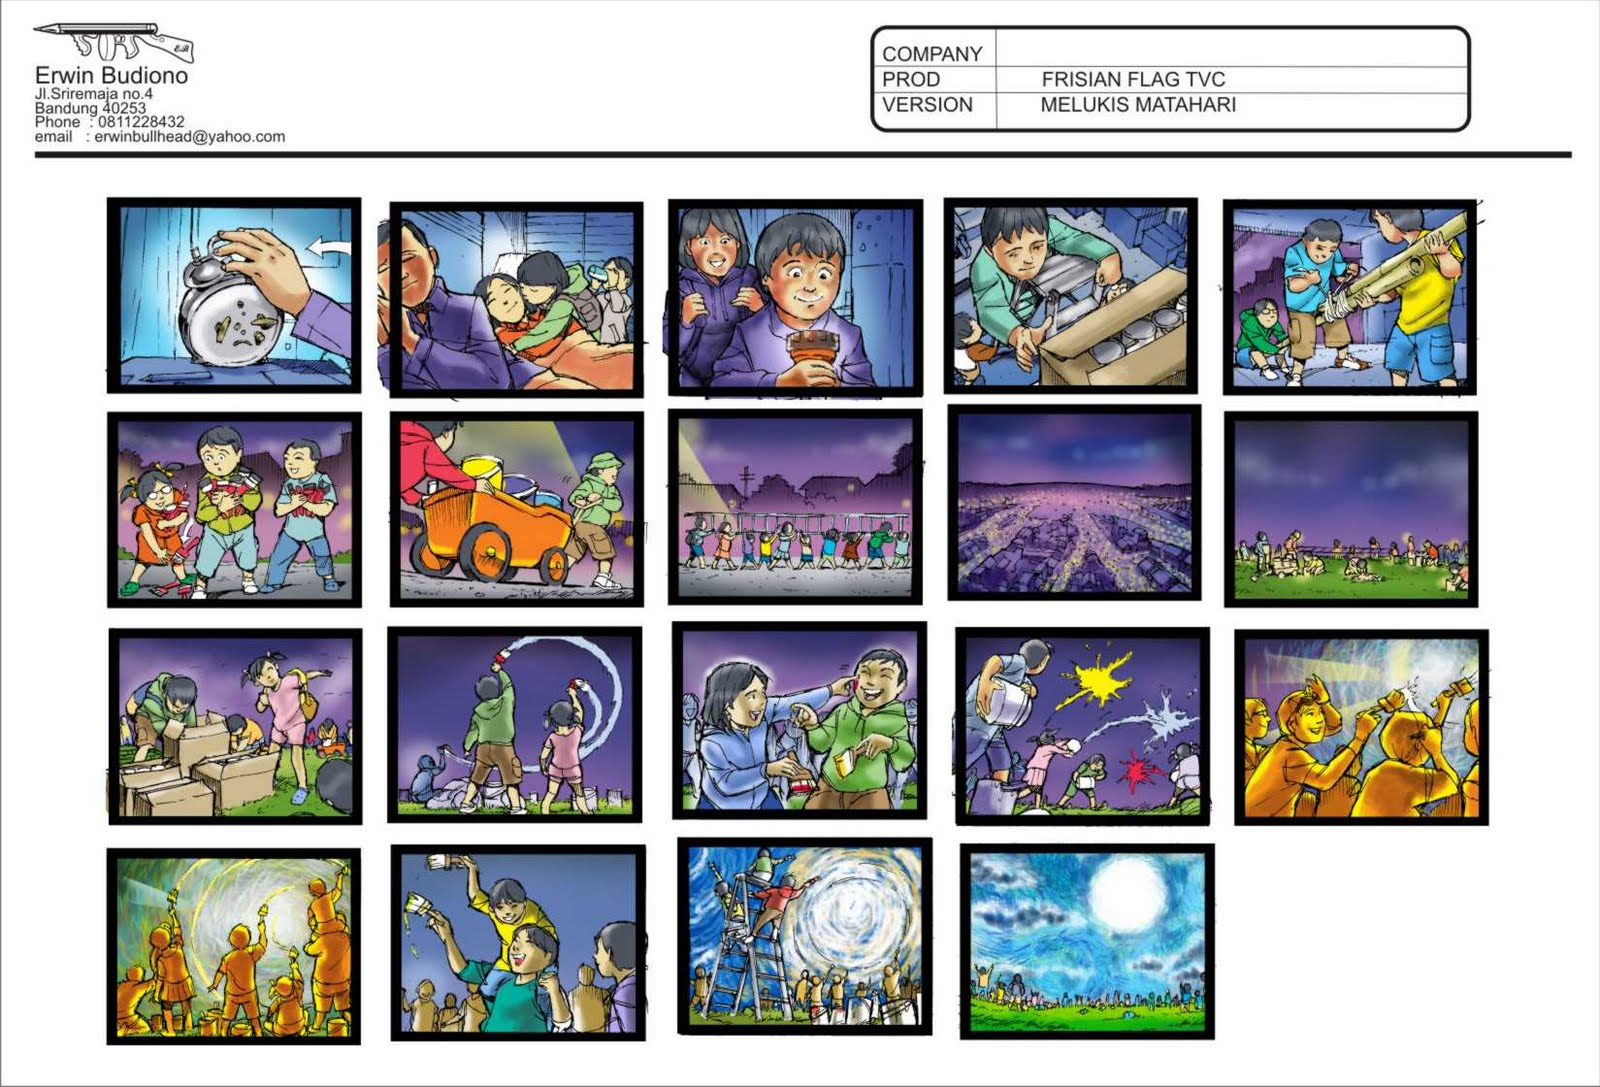 EB
Erwin Budiono
Jl.Sriremaja no.4
Bandung 40253
Phone : 0811228432
email : erwinbullhead@yahoo.com
COMPANY
PROD FRISIAN FLAG TVC
VERSION MELUKIS MATAHARI